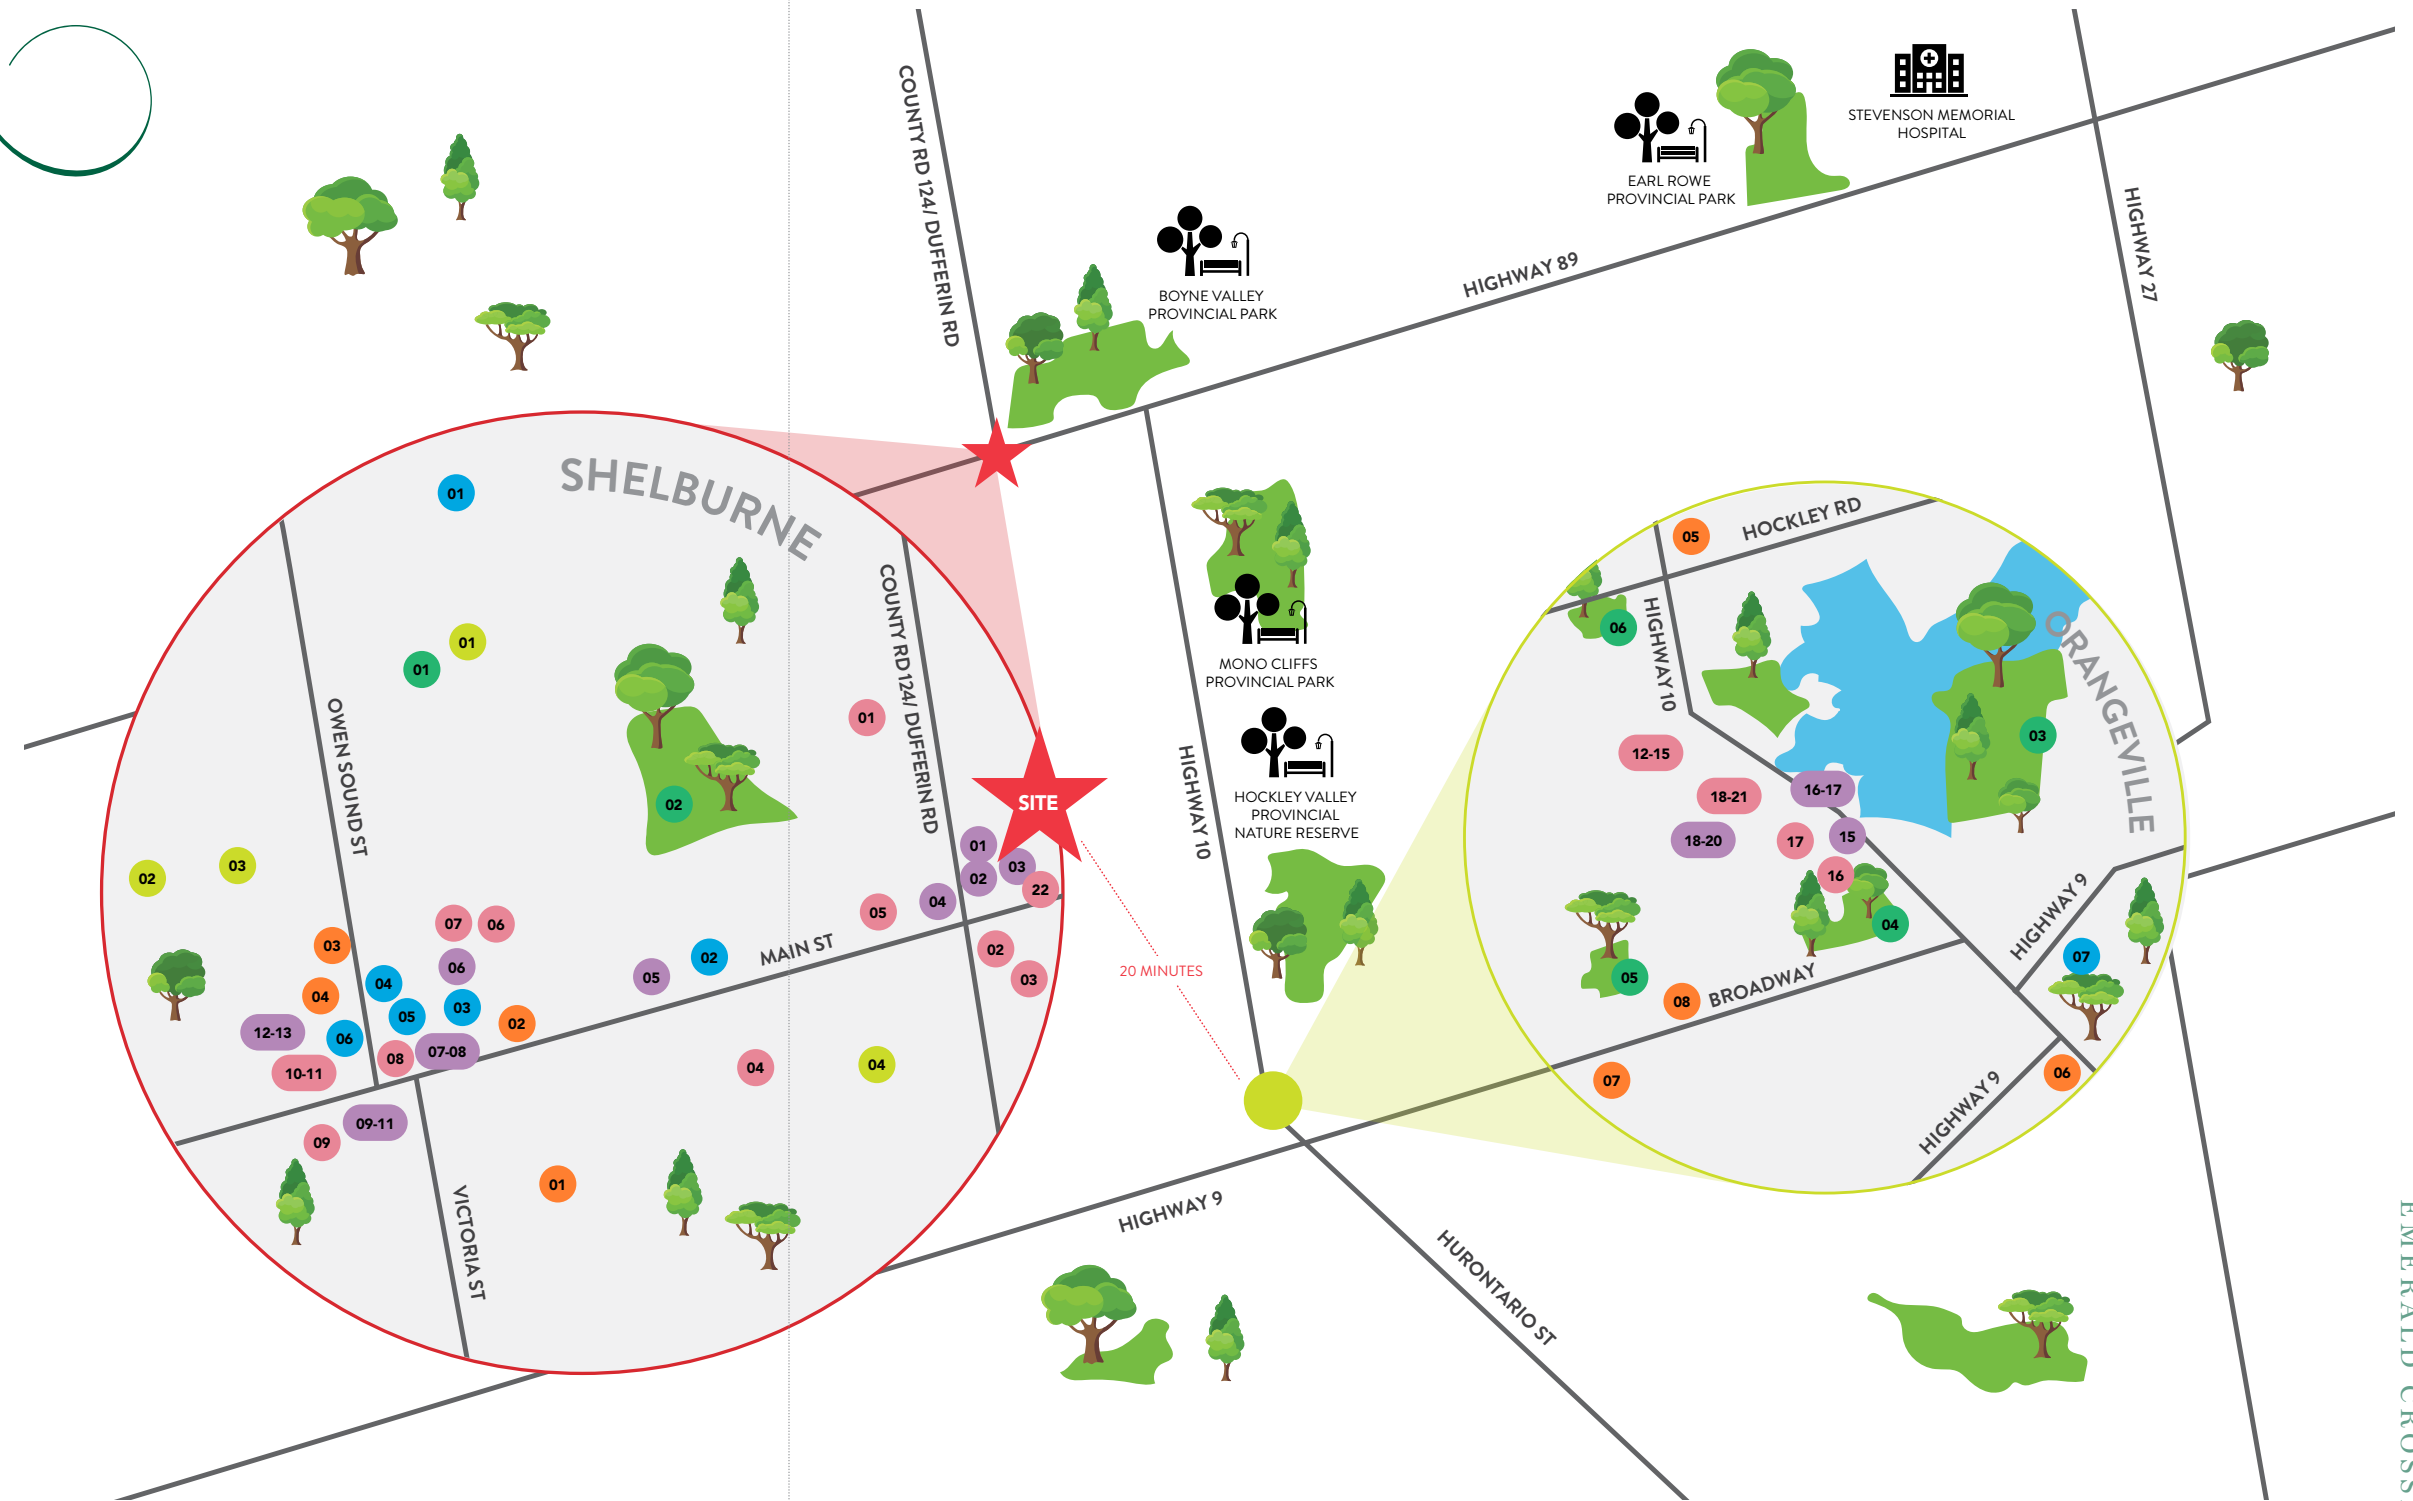 COUNTY RD 124/ DUFFERIN RD
STEVENSON MEMORIAL
HOSPITAL
EARL ROWE
PROVINCIAL PARK
HIGHWAY 27
BOYNE VALLEY
PROVINCIAL PARK
HIGHWAY 89
SHELBURNE
01
01
01
OWEN SOUND ST
COUNTY RD 124/ DUFFERIN RD
01
02
SITE
02
03
01
02
03
22
04
05
07
06
03
06
05
02
MAIN ST
02
03
04
04
05
03
02
12-13
06
08
07-08
10-11
04
04
09-11
09
01
VICTORIA ST
MONO CLIFFS
PROVINCIAL PARK
HOCKLEY VALLEY
PROVINCIAL
NATURE RESERVE
HIGHWAY 10
20 MINUTES
HOCKLEY RD
05
06
HIGHWAY 10
ORANGEVILLE
03
12-15
18-21
16-17
18-20
17
15
16
04
05
08
BROADWAY
HIGHWAY 9
07
07
06
HIGHWAY 9
HIGHWAY 9
HURONTARIO ST
EMERALD